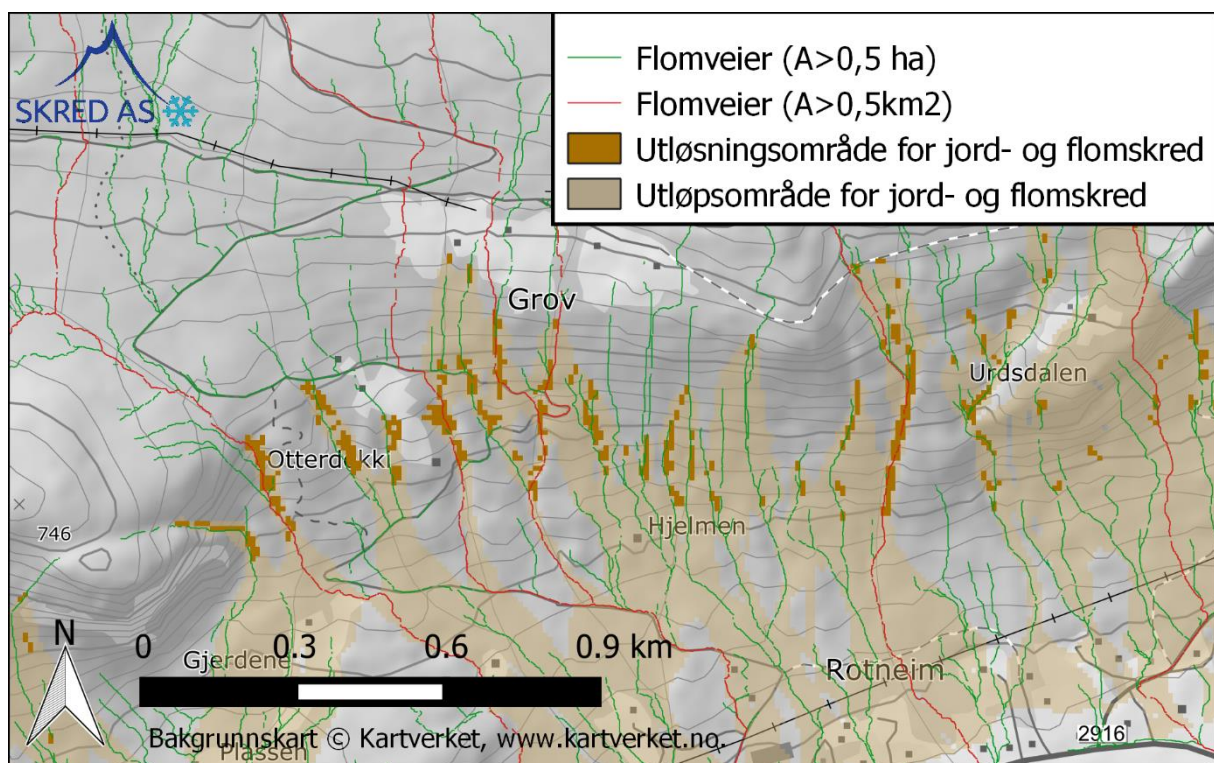 SKRED AS
Flomveier (A>0,5 ha)
Flomveier (A>0,5km2)
Utløsningsområde for jord- og flomskred
Utløpsområde for jord- og flomskred
Grov
Urdsdalen
Otterdokki
Hjelmen
746
N
0 0.3 0.6 0.9 km
Gjerdene
Rotneim
Bakgrunnskart © Kartverket, www.kartverket.no.
Plassen
2916